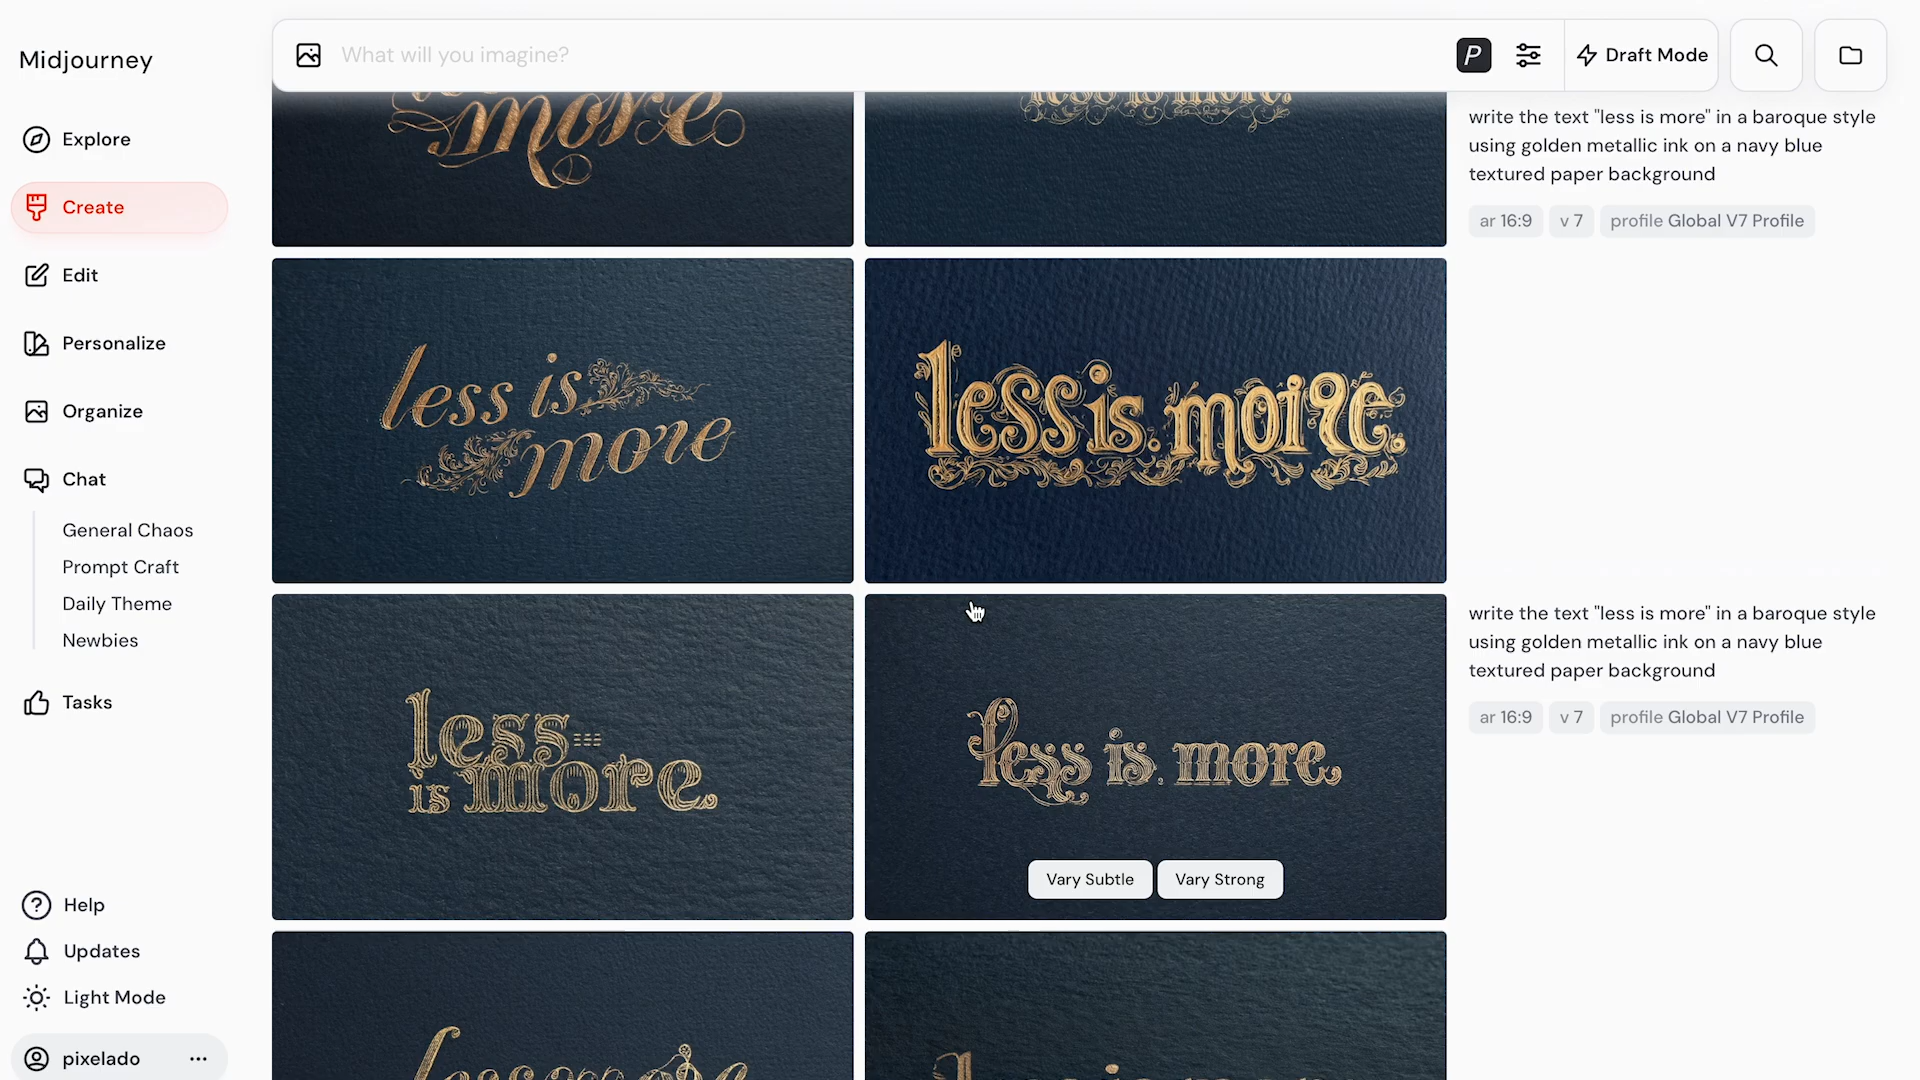 Midjourney
What will you imagine?
P
Draft Mode
Explore
Create
Edit
Personalize
Organize
Chat
General Chaos
Prompt Craft
Daily Theme
Newbies
Tasks
Help
Updates
Light Mode
pixelado
more
less is more.
write the text "less is more" in a baroque style
using golden metallic ink on a navy blue
textured paper background
ar 16:9 v 7 profile Global V7 Profile
less is
more
less is. moire.
less
is more.
less is. more.
Vary Subtle Vary Strong
write the text "less is more" in a baroque style
using golden metallic ink on a navy blue
textured paper background
ar 16:9 v 7 profile Global V7 Profile